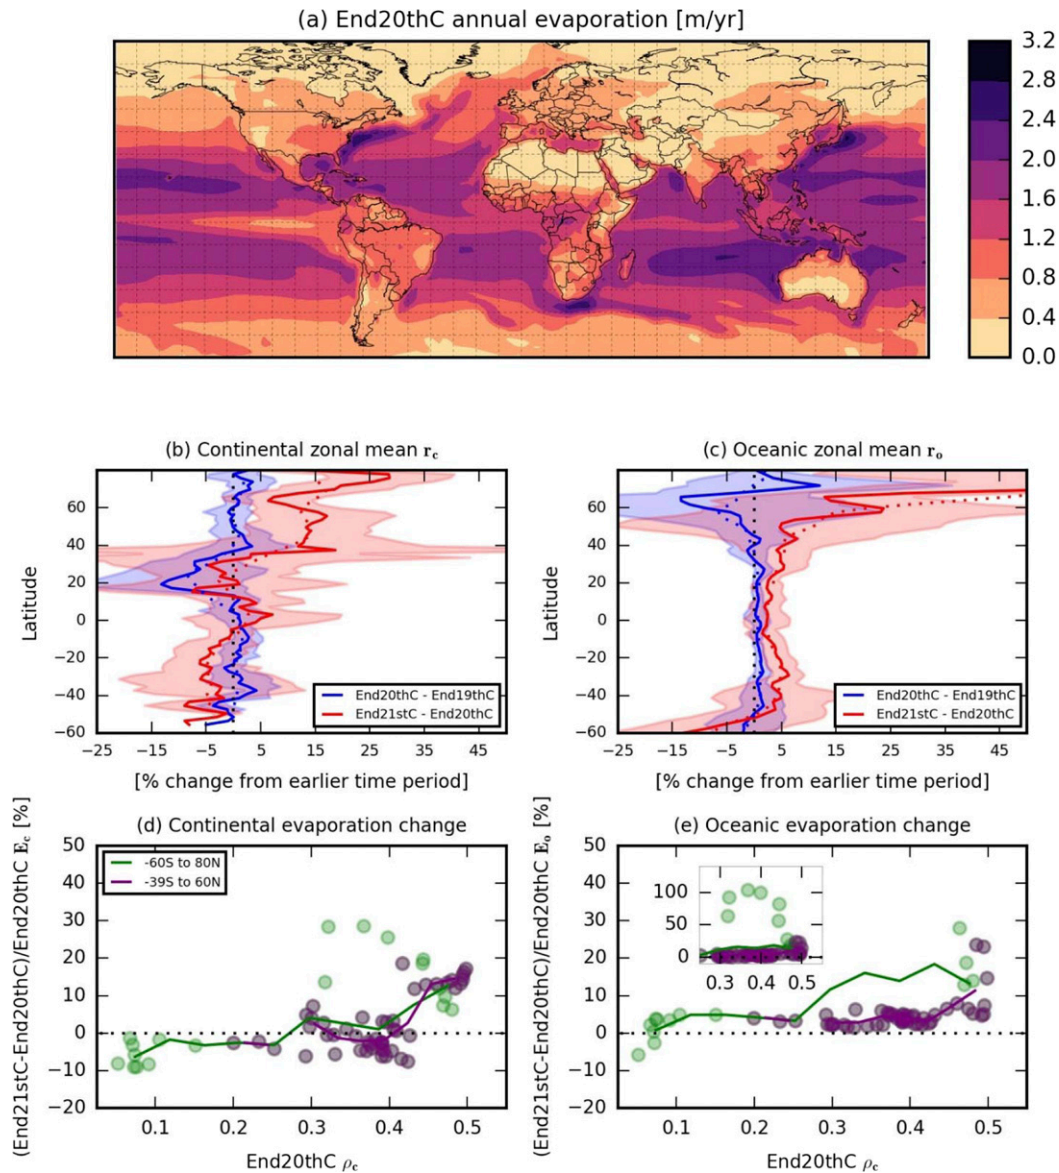 (a) End20thC annual evaporation [m/yr]
3.2
2.8
2.4
2.0
1.6
1.2
0.8
0.4
0.0
(b) Continental zonal mean r_c
60
40
20
0
−20
−40
−60
Latitude
End20thC - End19thC
End21stC - End20thC
−25 −15 −5 5 15 25 35 45
[% change from earlier time period]
(c) Oceanic zonal mean r_o
60
40
20
0
−20
−40
−60
Latitude
End20thC - End19thC
End21stC - End20thC
−25 −15 −5 5 15 25 35 45
[% change from earlier time period]
(d) Continental evaporation change
(End21stC-End20thC)/End20thC E_c [%]
50
40
30
20
10
0
−10
−20
-60S to 80N
-39S to 60N
0.1 0.2 0.3 0.4 0.5
End20thC ρ_c
(e) Oceanic evaporation change
(End21stC-End20thC)/End20thC E_o [%]
50
40
30
20
10
0
−10
−20
100
50
0
0.3 0.4 0.5
0.1 0.2 0.3 0.4 0.5
End20thC ρ_c